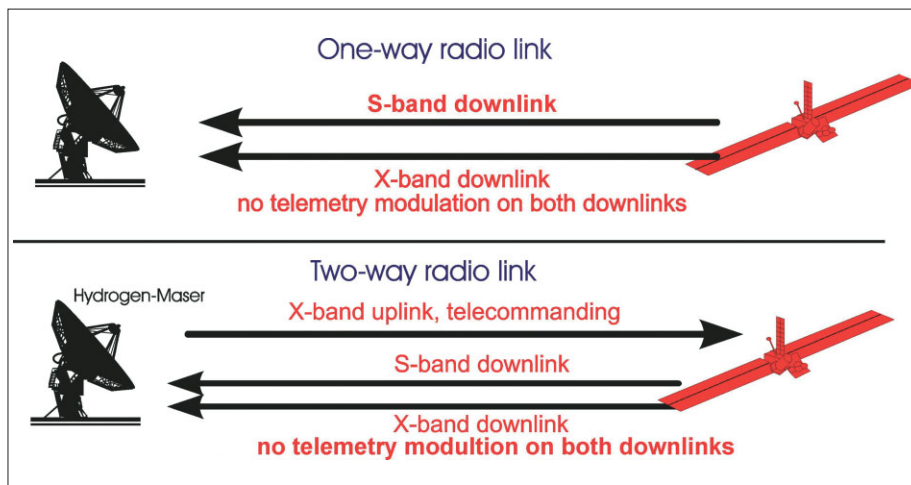 One-way radio link
S-band downlink
X-band downlink
no telemetry modulation on both downlinks
Two-way radio link
Hydrogen-Maser
X-band uplink, telecommanding
S-band downlink
X-band downlink
no telemetry modultion on both downlinks